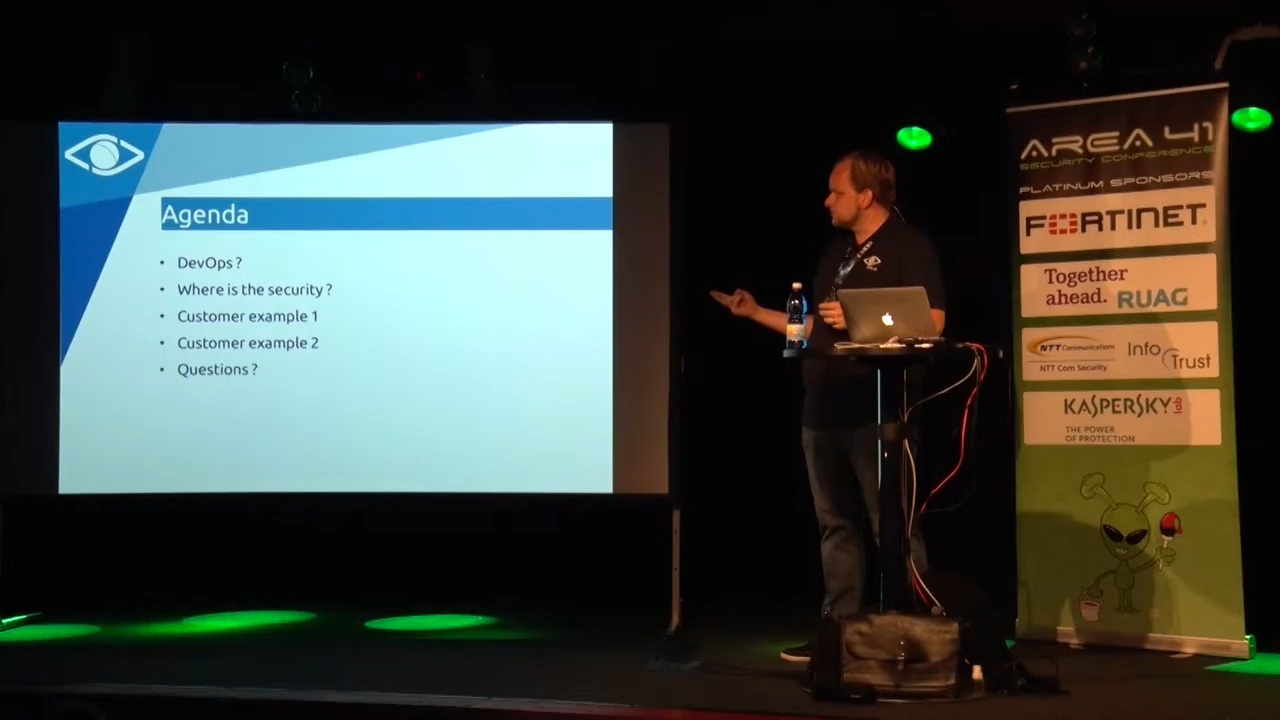 Agenda
• DevOps ?
• Where is the security ?
• Customer example 1
• Customer example 2
• Questions ?
AREA 41
SECURITY CONFERENCE
PLATINUM SPONSORS
FORTINET
Together
ahead. RUAG
NTT Communications
NTT Com Security
Info Trust
KASPERSKY lab
THE POWER
OF PROTECTION